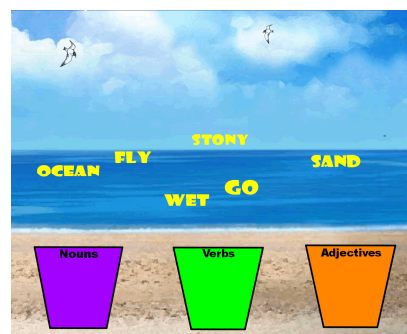 STONY
FLY
SAND
OCEAN
GO
WET
Nouns
Verbs
Adjectives